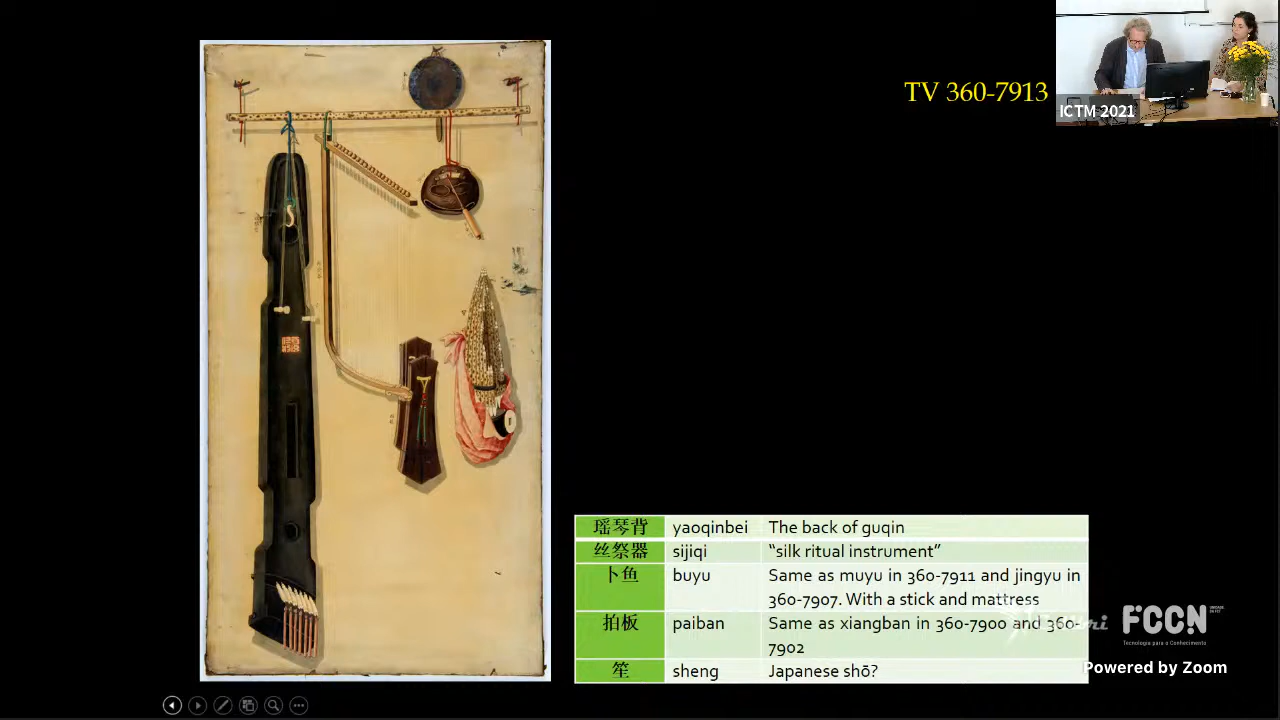 TV 360-7913
ICTM 2021
瑶琴背 yaoqinbei The back of guqin
丝祭器 sijiqi “silk ritual instrument”
卜鱼 buyu Same as muyu in 360-7911 and jingyu in
360-7907. With a stick and mattress
拍板 paiban Same as xiangban in 360-7900 and 360-
7902
笙 sheng Japanese shō?
FCCN
Tecnologia para o Conhecimento
Powered by Zoom